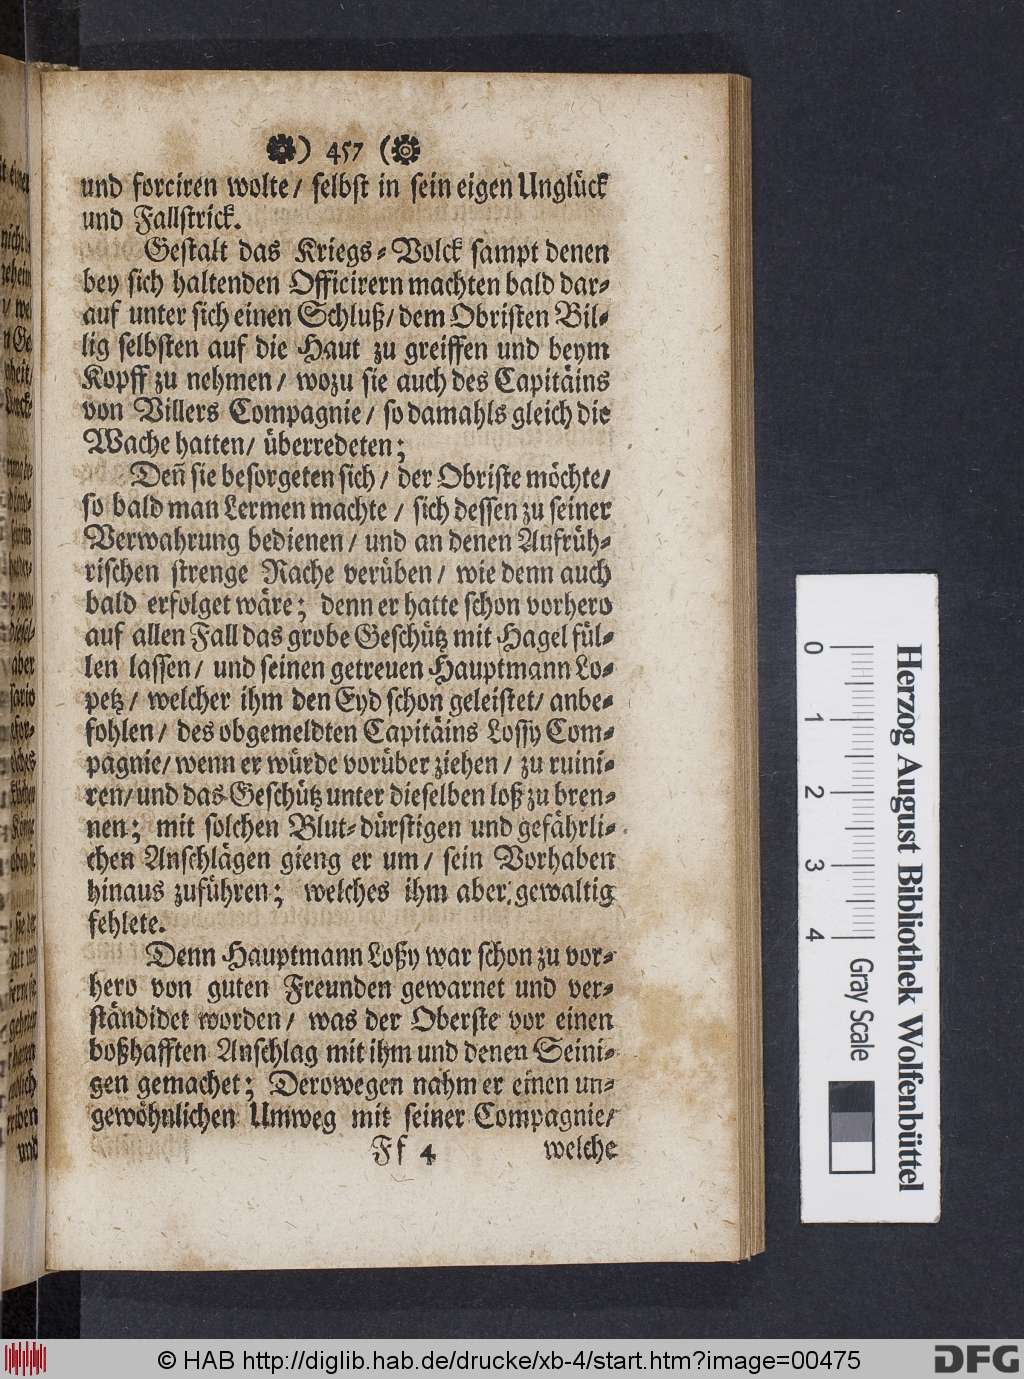 ) 457 (
und forciren wolte/ selbst in sein eigen Unglück
und Fallstrick.
Gestalt das Kriegs-Volck sampt denen
bey sich haltenden Officirern machten bald dar-
auf unter sich einen Schluß/ dem Obristen Bil-
lig selbsten auf die Haut zu greiffen und beym
Kopff zu nehmen/ wozu sie auch des Capitäins
von Villers Compagnie/ so damahls gleich die
Wache hatten/ überredeten;
Deñ sie besorgeten sich/ der Obriste möchte/
so bald man Lermen machte/ sich dessen zu seiner
Verwahrung bedienen/ und an denen Aufrüh-
rischen strenge Rache verüben/ wie denn auch
bald erfolget wäre; denn er hatte schon vorhero
auf allen Fall das grobe Geschütz mit Hagel fül-
len lassen/ und seinen getreuen Hauptmann Lo-
petz/ welcher ihm den Eyd schon geleistet/ anbe-
fohlen/ des obgemeldten Capitäins Lossy Com-
pagnie/ wenn er würde vorüber ziehen/ zu ruini-
ren/ und das Geschütz unter dieselben loß zu bren-
nen; mit solchen Blut-dürstigen und gefährli-
chen Anschlägen gieng er um/ sein Vorhaben
hinaus zuführen; welches ihm aber gewaltig
fehlete.
Denn Hauptmann Loßy war schon zu vor-
hero von guten Freunden gewarnet und ver-
ständidet worden/ was der Oberste vor einen
boßhafften Anschlag mit ihm und denen Seini-
gen gemachet; Derowegen nahm er einen un-
gewöhnlichen Umweg mit seiner Compagnie/
Ff 4 welche
0 1 2 3 4
Gray Scale
Herzog August Bibliothek Wolfenbüttel
© HAB http://diglib.hab.de/drucke/xb-4/start.htm?image=00475
DFG